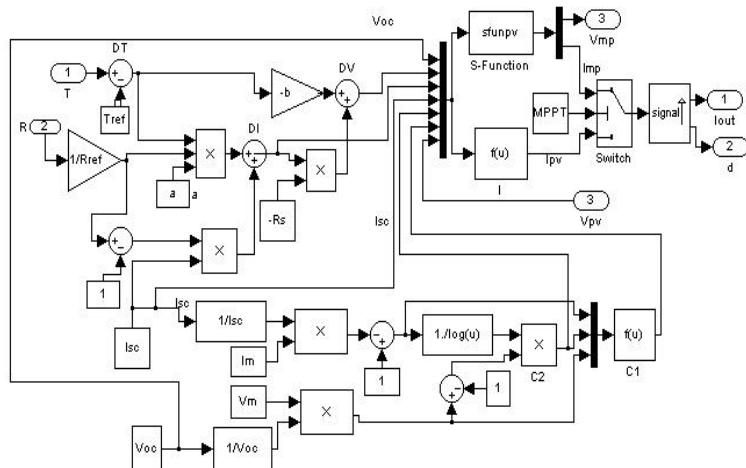 Voc
3
Vmp
sfunpv
S-Function
Imp
DT
1
T
Tref
-b
DV
MPPT
signal
1
Iout
2
d
R
2
1/Rref
DI
a
a
-Rs
f(u)
I
Ipv
Switch
3
Vpv
1
Isc
Isc
Isc
1/Isc
Im
1
1./log(u)
C2
f(u)
C1
Vm
1
Voc
1/Voc